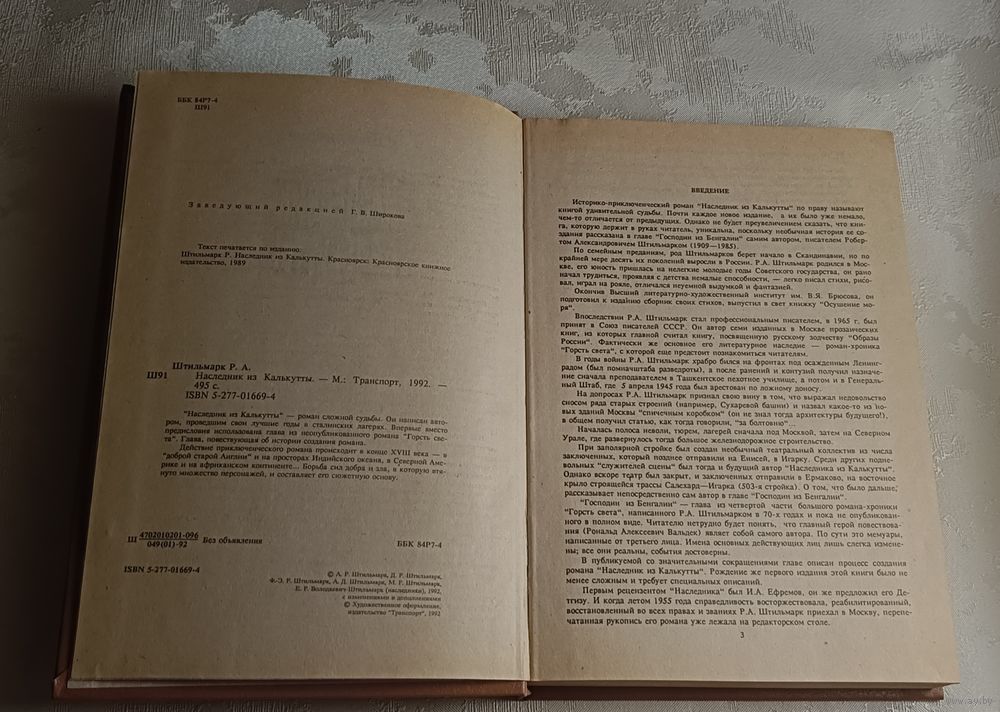 ББК 84Р7-4
Ш91
Заведующий редакцией Г. В. Широкова
Текст печатается по изданию:
Штильмарк Р. Наследник из Калькутты. Красноярск: Красноярское книжное
издательство, 1989
Штильмарк Р. А.
Ш91 Наследник из Калькутты. — М.: Транспорт, 1992. —
495 с.
ISBN 5-277-01669-4
"Наследник из Калькутты" — роман сложной судьбы. Он написан авто-
ром, проведшим свои лучшие годы в сталинских лагерях. Впервые вместо
предисловия использована глава из неопубликованного романа "Горсть све-
та". Глава, повествующая об истории создания романа.
Действие приключенческого романа происходит в конце XVIII века — в
"доброй старой Англии" и на просторах Индийского океана, в Северной Аме-
рике и на африканском континенте... Борьба сил добра и зла, в которую втя-
нуто множество персонажей, и составляет его сюжетную основу.
Ш 4702010201-096
049(01)-92 Без объявления
ББК 84Р7-4
ISBN 5-277-01669-4
© А. Р. Штильмарк, Д. Р. Штильмарк,
Ф. Э. Р. Штильмарк, А. Д. Штильмарк, М. Г. Штильмарк,
Е. Р. Володкевич-Штильмарк (наследники), 1992,
с изменениями и дополнениями
© Художественное оформление,
издательство "Транспорт", 1992
ВВЕДЕНИЕ
Историко-приключенческий роман "Наследник из Калькутты" по праву называют
книгой удивительной судьбы. Почти каждое новое издание, а их было уже немало,
чем-то отличается от предыдущих. Однако не будет преувеличением сказать, что кни-
га, которую держит в руках читатель, уникальна, поскольку необычная история ее со-
здания рассказана в главе "Господин из Бенгалии" самим автором, писателем Робер-
том Александровичем Штильмарком (1909—1985).
По семейным преданиям, род Штильмарков берет начало в Скандинавии, но по
крайней мере десять их поколений выросли в России. Р.А. Штильмарк родился в Мос-
кве, его юность пришлась на нелегкие молодые годы Советского государства, он рано
начал трудиться, проявляя с детства немалые способности, — легко писал стихи, рисо-
вал, играл на рояле, отличался неуемной выдумкой и фантазией.
Окончив Высший литературно-художественный институт им. В.Я. Брюсова, он
подготовил к изданию сборник своих стихов, выпустил в свет книжку "Осушение мо-
ря".
Впоследствии Р.А. Штильмарк стал профессиональным писателем, в 1965 г. был
принят в Союз писателей СССР. Он автор семи изданных в Москве прозаических
книг, из которых главной считал книгу, посвященную русскому зодчеству "Образы
России". Фактически же основное его литературное наследие — роман-хроника
"Горсть света", с которой еще предстоит познакомиться читателям.
В годы войны Р.А. Штильмарк храбро бился на фронтах под осажденным Ленинг-
радом (был помначштаба разведроты), а после ранений и контузий получил назначе-
ние сначала преподавателем в Ташкентское пехотное училище, а потом и в Генераль-
ный Штаб, где 5 апреля 1945 года был арестован по ложному доносу.
На допросах Р.А. Штильмарк признал свою вину в том, что выражал недовольство
сносом ряда старых строений (например, Сухаревой башни) и назвал какое-то из но-
вых зданий Москвы "спичечным коробком" (он не знал тогда архитектуры будущего!),
в общем получил статью, как тогда говорили, "за болтовню"...
Началась полоса неволи, тюрем, лагерей сначала под Москвой, затем на Северном
Урале, где развернулось тогда большое железнодорожное строительство.
При заполярной стройке был создан необычный театральный коллектив из числа
заключенных, который позднее отправили на Енисей, в Игарку. Среди других подне-
вольных "служителей сцены" был тогда и будущий автор "Наследника из Калькутты".
Однако вскоре театр был закрыт, и заключенных отправили в Ермаково, на восточное
крыло строящейся трассы Салехард—Игарка (503-я стройка). О том, что было дальше,
рассказывает непосредственно сам автор в главе "Господин из Бенгалии".
"Господин из Бенгалии" — глава из четвертой части большого романа-хроники
"Горсть света", написанного Р.А. Штильмарком в 70-х годах и пока не опубликован-
ного в полном виде. Читателю нетрудно будет понять, что главный герой повествова-
ния (Рональд Алексеевич Вальдек) являет собой самого автора. По сути это мемуары,
написанные от третьего лица. Имена основных действующих лиц лишь слегка измене-
ны; все они реальны, события достоверны.
В публикуемой со значительными сокращениями главе описан процесс создания
романа "Наследник из Калькутты". Рождение же первого издания этой книги было не
менее сложным и требует специальных описаний.
Первым рецензентом "Наследника" был И.А. Ефремов, он же предложил его Де-
тгизу. И когда летом 1955 года справедливость восторжествовала, реабилитированный,
восстановленный во всех правах и званиях Р.А. Штильмарк приехал в Москву, перепе-
чатанная рукопись его романа уже лежала на редакторском столе.
3
www.ay.by